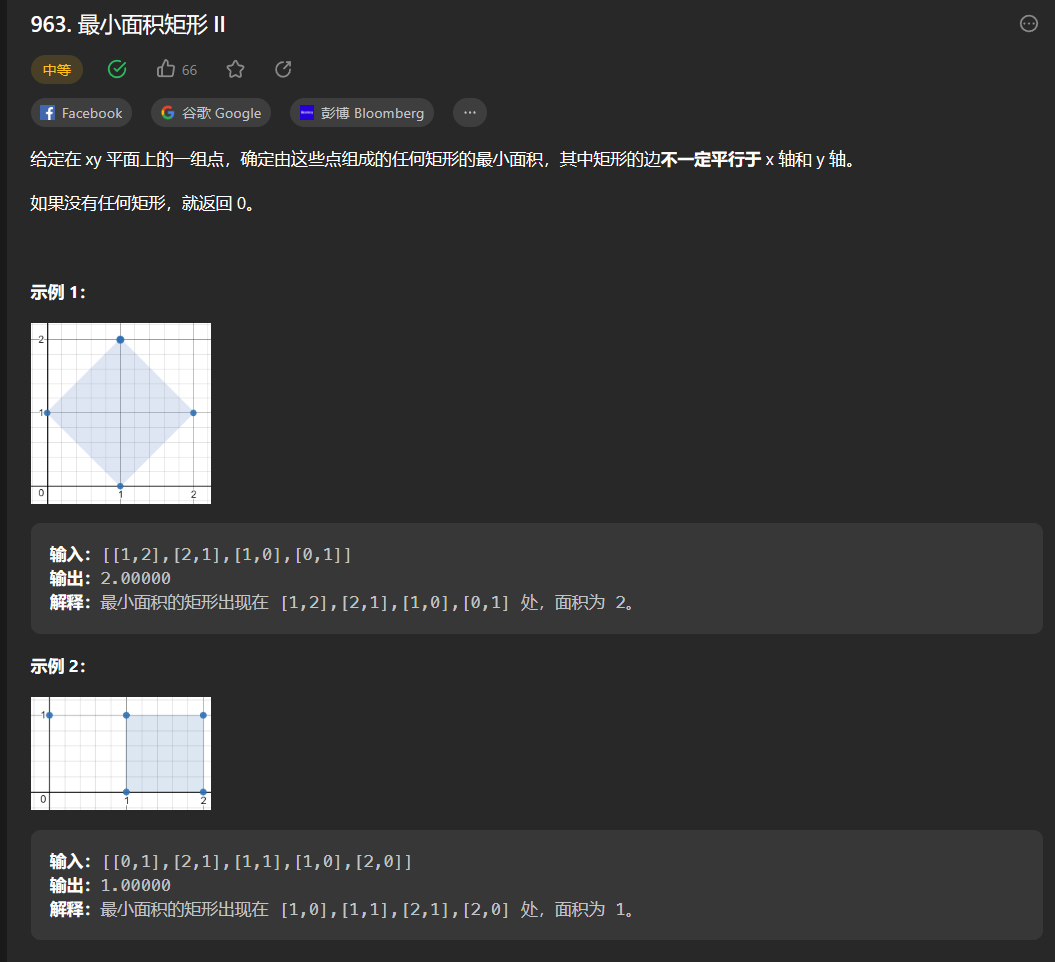 963. 最小面积矩形 II
中等
66
Facebook
谷歌 Google
彭博 Bloomberg
...
给定在 xy 平面上的一组点，确定由这些点组成的任何矩形的最小面积，其中矩形的边不一定平行于 x 轴和 y 轴。
如果没有任何矩形，就返回 0。
示例 1：
2
1
0
1
2
输入：[[1,2],[2,1],[1,0],[0,1]]
输出：2.00000
解释：最小面积的矩形出现在 [1,2],[2,1],[1,0],[0,1] 处，面积为 2。
示例 2：
1
0
1
2
输入：[[0,1],[2,1],[1,1],[1,0],[2,0]]
输出：1.00000
解释：最小面积的矩形出现在 [1,0],[1,1],[2,1],[2,0] 处，面积为 1。